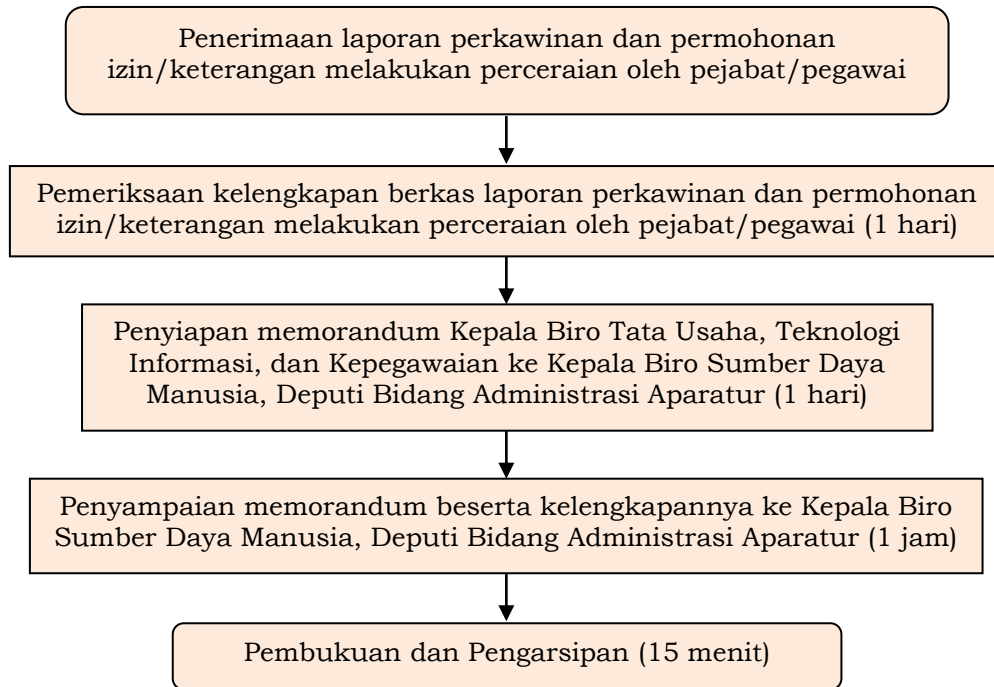 Penerimaan laporan perkawinan dan permohonan
izin/keterangan melakukan perceraian oleh pejabat/pegawai
Pemeriksaan kelengkapan berkas laporan perkawinan dan permohonan
izin/keterangan melakukan perceraian oleh pejabat/pegawai (1 hari)
Penyiapan memorandum Kepala Biro Tata Usaha, Teknologi
Informasi, dan Kepegawaian ke Kepala Biro Sumber Daya
Manusia, Deputi Bidang Administrasi Aparatur (1 hari)
Penyampaian memorandum beserta kelengkapannya ke Kepala Biro
Sumber Daya Manusia, Deputi Bidang Administrasi Aparatur (1 jam)
Pembukuan dan Pengarsipan (15 menit)